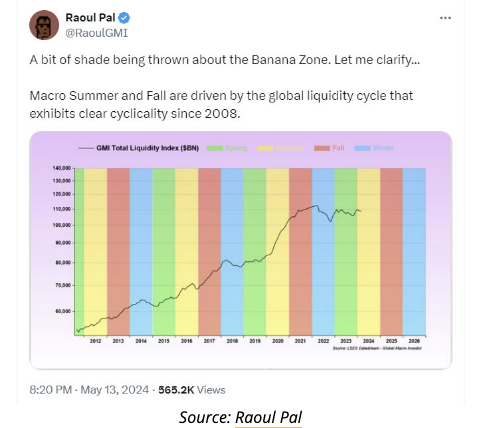 Raoul Pal
@RaoulGMI
A bit of shade being thrown about the Banana Zone. Let me clarify...
Macro Summer and Fall are driven by the global liquidity cycle that
exhibits clear cyclicality since 2008.
GMI Total Liquidity Index ($BN) Spring Fall Winter
140,000
130,000
120,000
110,000
100,000
90,000
80,000
70,000
60,000
2012 2013 2014 2015 2016 2017 2018 2019 2020 2021 2022 2023 2024 2025 2026
Source: LSEG Datastream - Global Macro Investor
8:20 PM · May 13, 2024 · 565.2K Views
Source: Raoul Pal